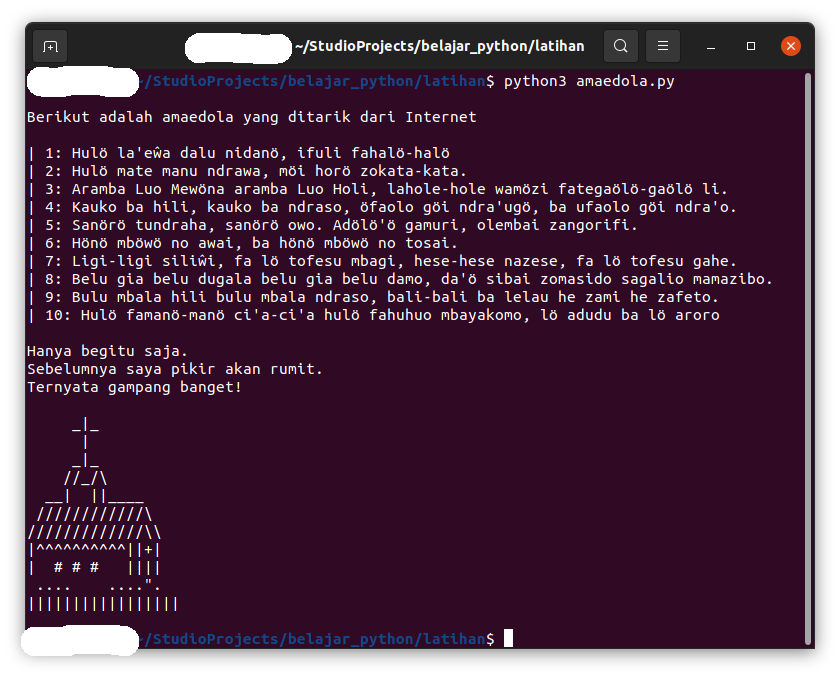 ~/StudioProjects/belajar_python/latihan
/StudioProjects/belajar_python/latihan$ python3 amaedola.py
Berikut adalah amaedola yang ditarik dari Internet
| 1: Hulö la'eŵa dalu nidanö, ifuli fahalö-halö
| 2: Hulö mate manu ndrawa, möi horö zokata-kata.
| 3: Aramba Luo Mewöna aramba Luo Holi, lahole-hole wamözi fategaölö-gaölö li.
| 4: Kauko ba hili, kauko ba ndraso, öfaolo göi ndra'ugö, ba ufaolo göi ndra'o.
| 5: Sanörö tundraha, sanörö owo. Adölö'ö gamuri, olembai zangorifi.
| 6: Hönö mböwö no awai, ba hönö mböwö no tosai.
| 7: Ligi-ligi siliŵi, fa lö tofesu mbagi, hese-hese nazese, fa lö tofesu gahe.
| 8: Belu gia belu dugala belu gia belu damo, da'ö sibai zomasido sagalio mamazibo.
| 9: Bulu mbala hili bulu mbala ndraso, bali-bali ba lelau he zami he zafeto.
| 10: Hulö famanö-manö ci'a-ci'a hulö fahuhuo mbayakomo, lö adudu ba lö aroro
Hanya begitu saja.
Sebelumnya saya pikir akan rumit.
Ternyata gampang banget!
      _|_
       |
      _|_
    //_/\
  __|  ||____
 ////////////\
/////////////\\
|^^^^^^^^^^||+|
|  # # #   ||||
 ....    ....".
|||||||||||||||||
/StudioProjects/belajar_python/latihan$